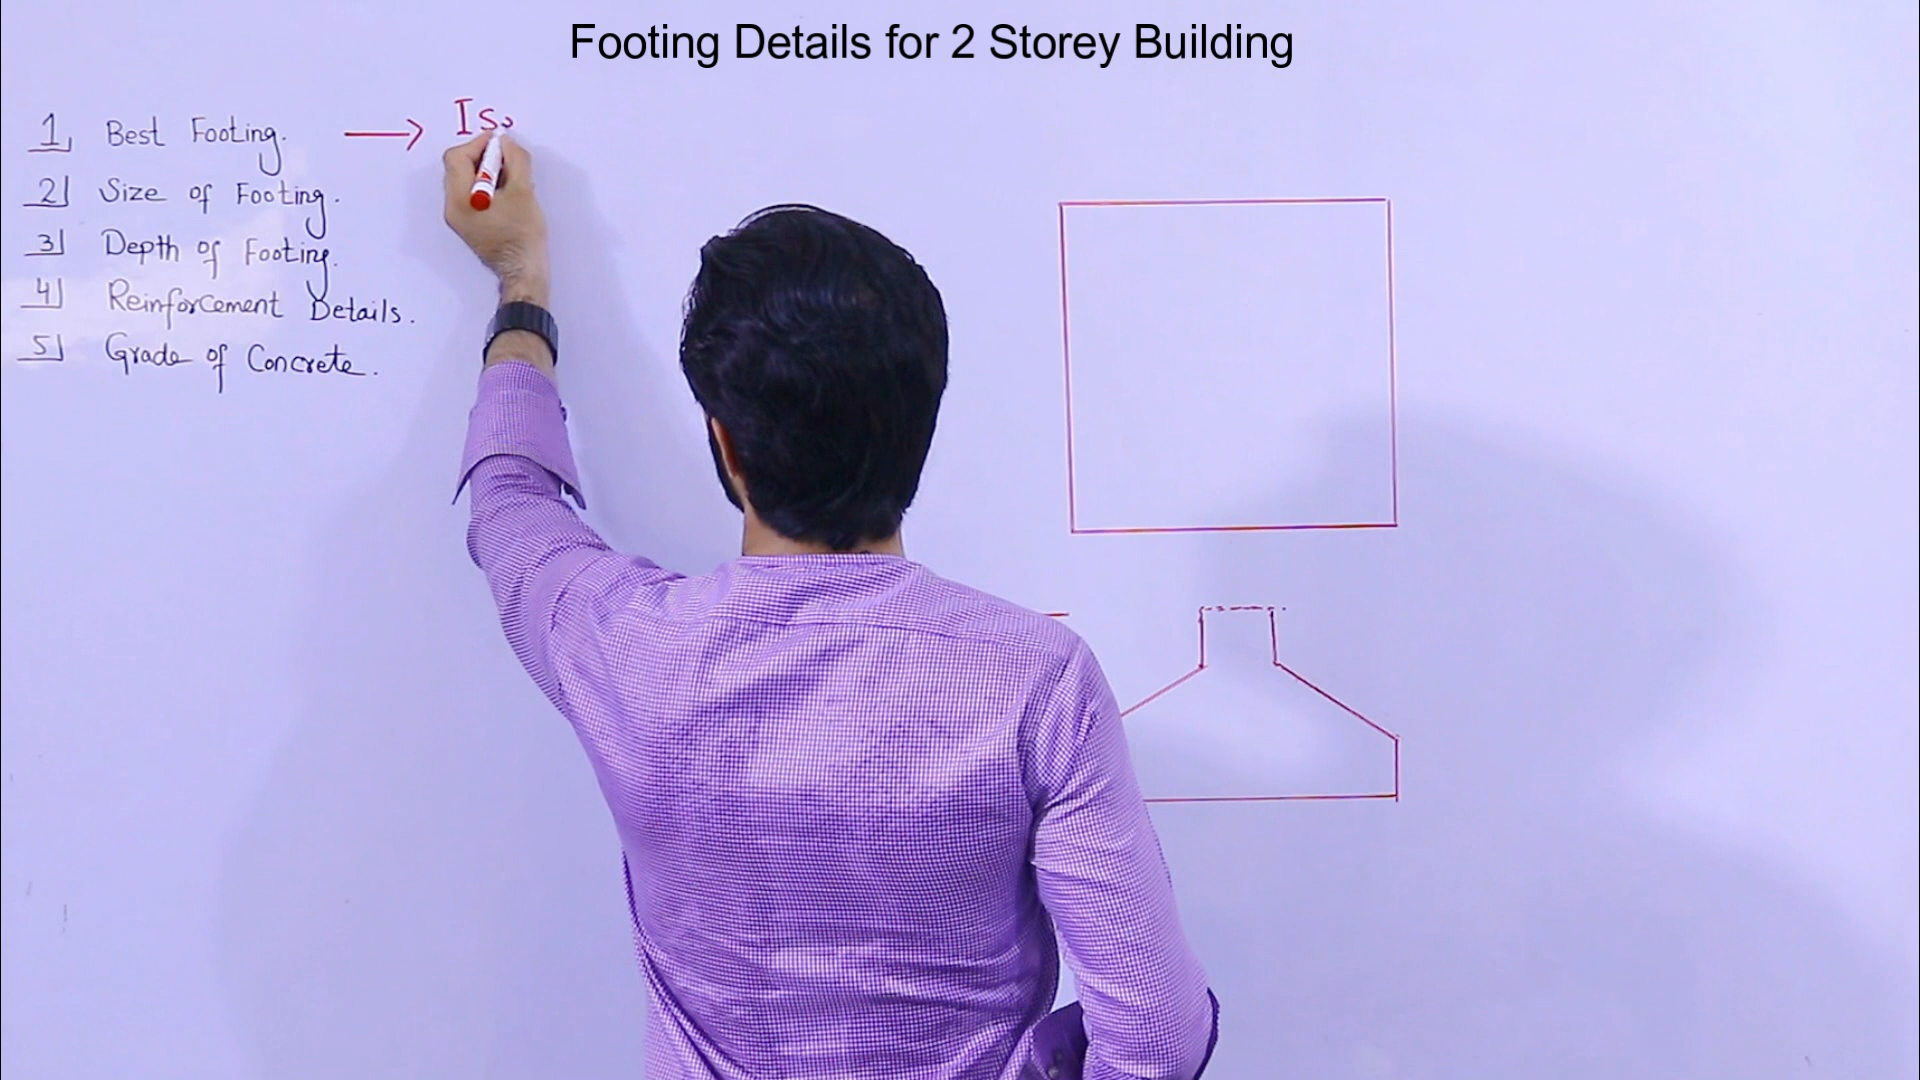 Footing Details for 2 Storey Building
1 Best Footing. → Iso
2 Size of Footing.
3 Depth of Footing.
4 Reinforcement Details.
5 Grade of Concrete.